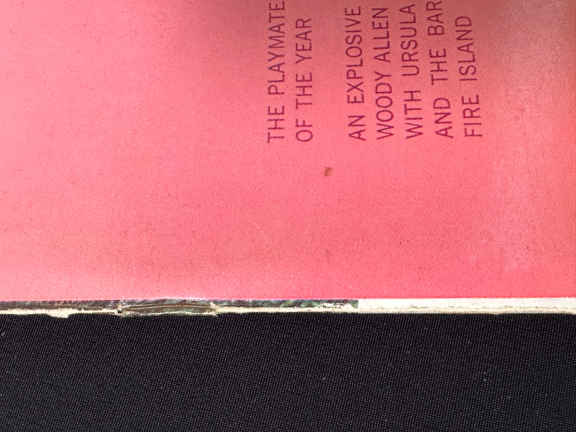 THE PLAYMATE
OF THE YEAR
AN EXPLOSIVE
WOODY ALLEN
WITH URSULA
AND THE BAR
FIRE ISLAND